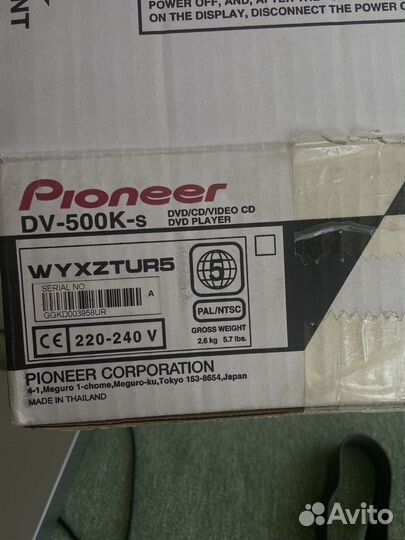 POWER OFF, AND, AFTER THE
ON THE DISPLAY, DISCONNECT THE POWER C
NT
Pioneer
DV-500K-s
DVD/CD/VIDEO CD
DVD PLAYER
WYXZTUR5
SERIAL NO.
A
GGKD003958UR
5
PAL/NTSC
CE 220-240 V
GROSS WEIGHT
2.6 kg 5.7 lbs.
PIONEER CORPORATION
4-1, Meguro 1-chome, Meguro-ku, Tokyo 153-8654, Japan
MADE IN THAILAND
Avito